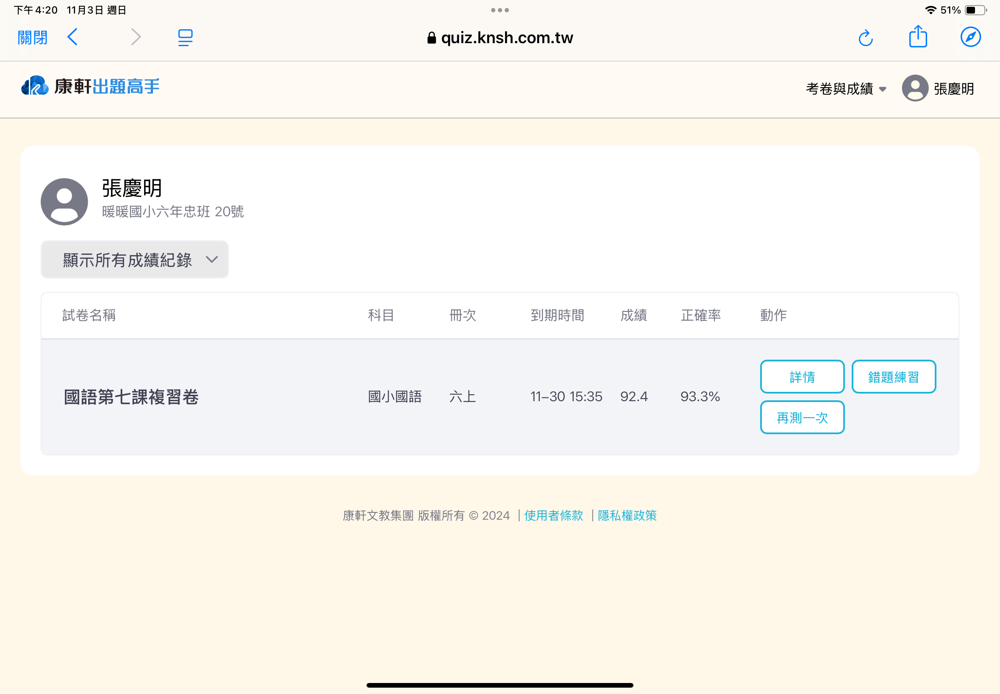 下午4:20 11月3日 週日
51%
關閉
quiz.knsh.com.tw
康軒出題高手
考卷與成績
張慶明
張慶明
暖暖國小六年忠班 20號
顯示所有成績紀錄
試卷名稱 科目 冊次 到期時間 成績 正確率 動作
國語第七課複習卷 國小國語 六上 11-30 15:35 92.4 93.3%
詳情 錯題練習
再測一次
康軒文教集團 版權所有 © 2024 | 使用者條款 | 隱私權政策